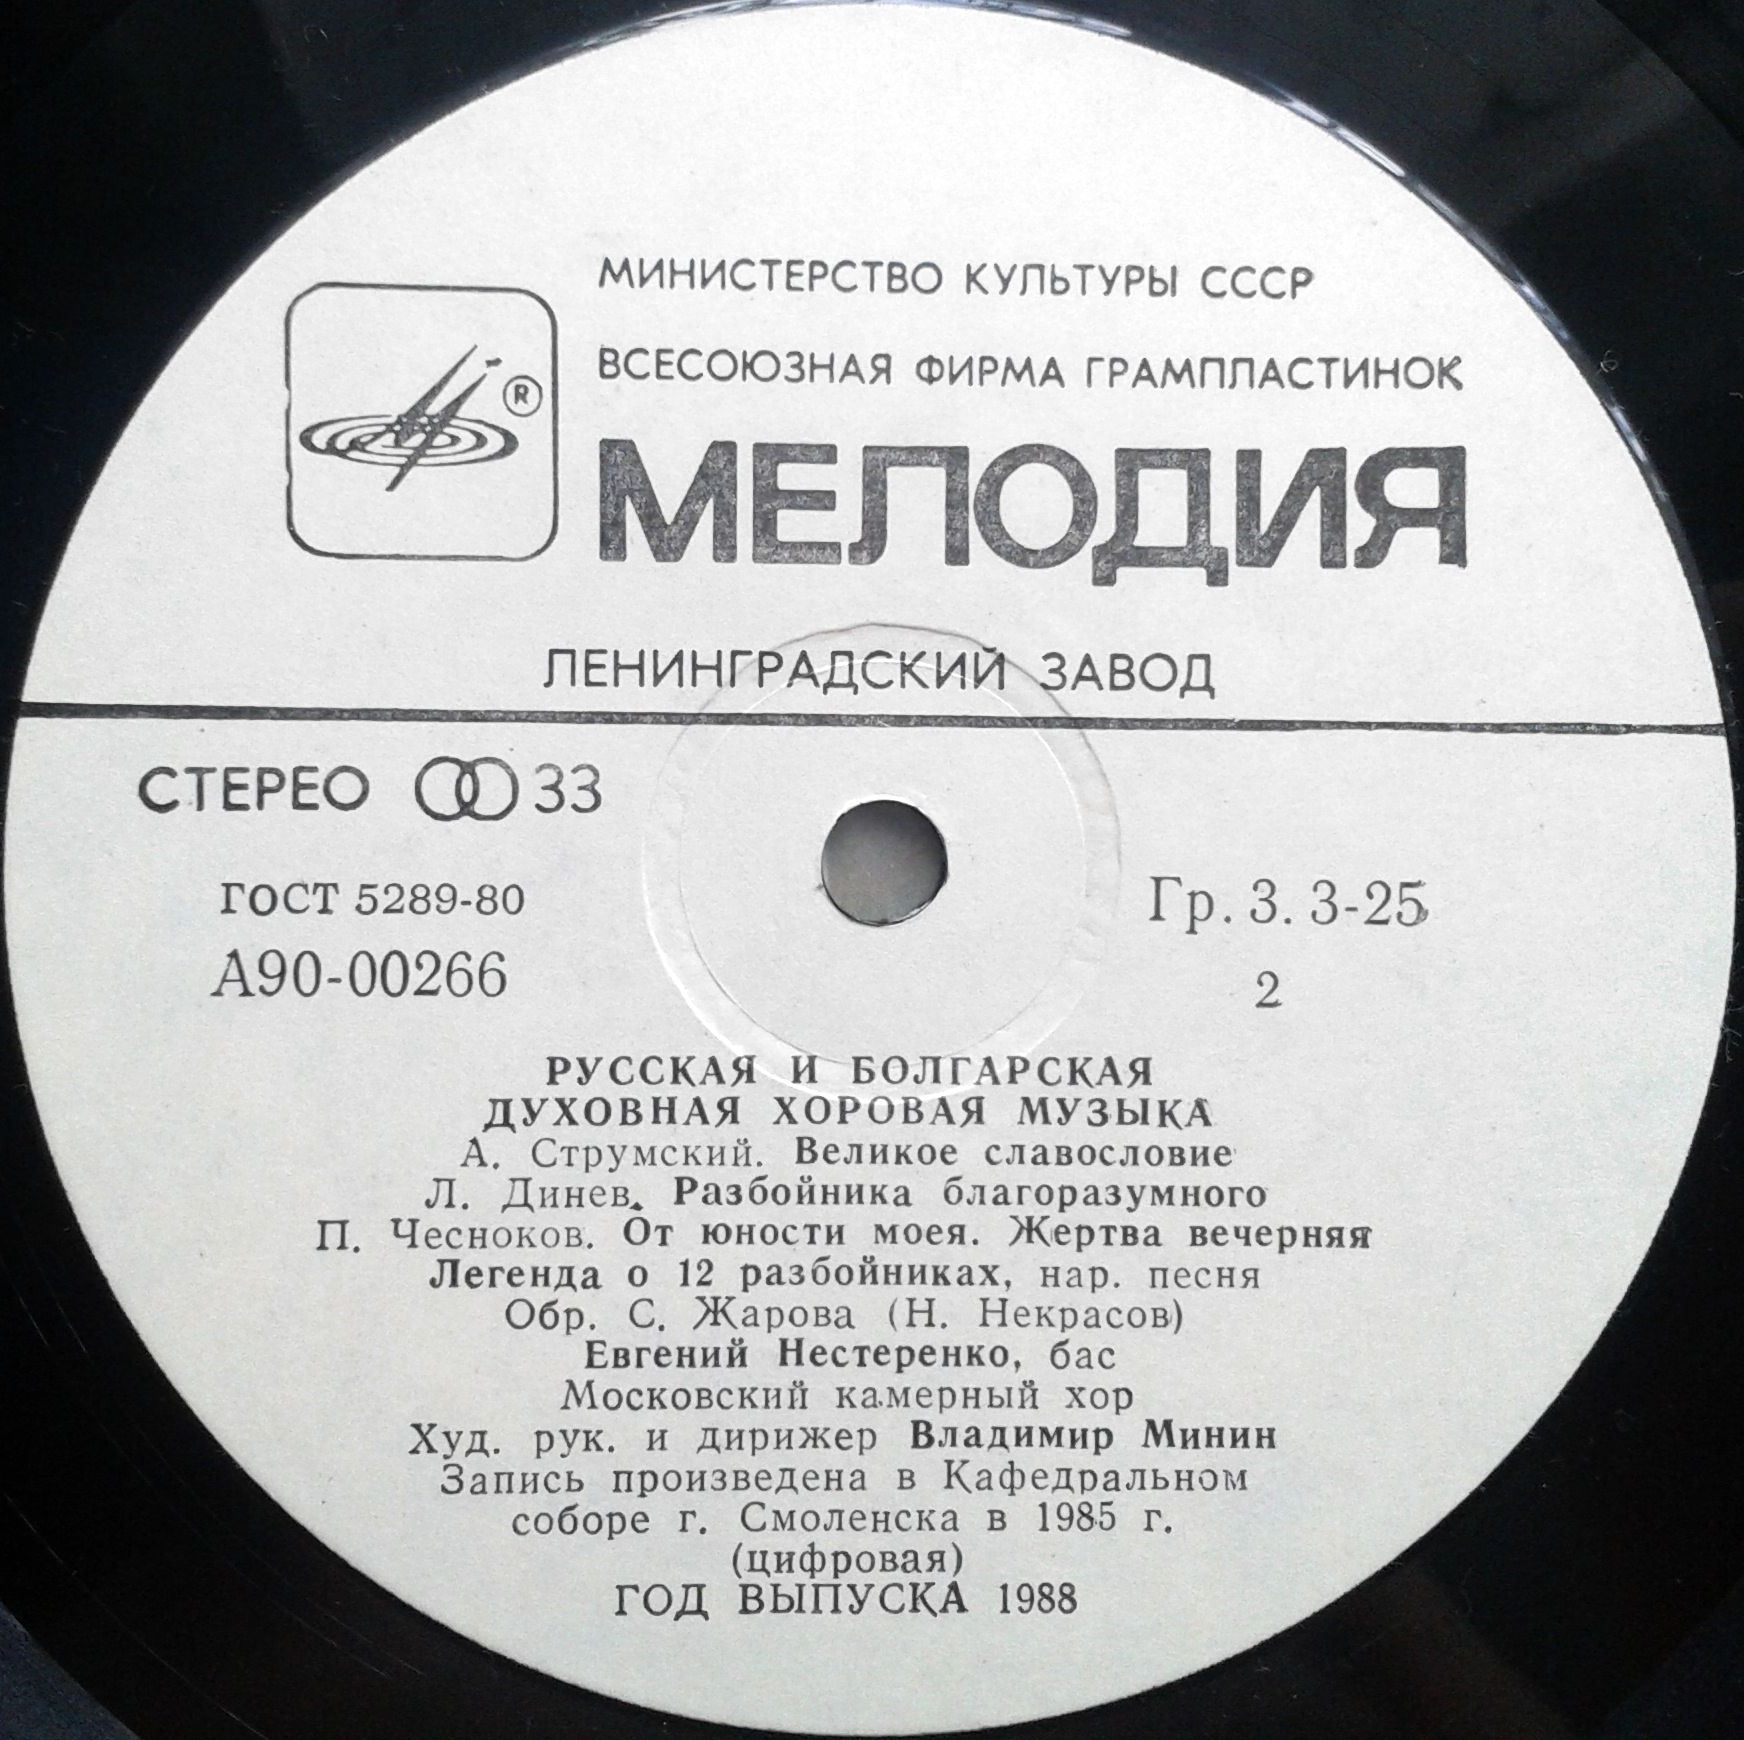 МИНИСТЕРСТВО КУЛЬТУРЫ СССР
ВСЕСОЮЗНАЯ ФИРМА ГРАМПЛАСТИНОК
®
МЕЛОДИЯ
ЛЕНИНГРАДСКИЙ ЗАВОД
СТЕРЕО 33
ГОСТ 5289-80
Гр. 3. 3-25
А90-00266
2
РУССКАЯ И БОЛГАРСКАЯ
ДУХОВНАЯ ХОРОВАЯ МУЗЫКА
А. Струмский. Великое славословие
Л. Динев. Разбойника благоразумного
П. Чесноков. От юности моея. Жертва вечерняя
Легенда о 12 разбойниках, нар. песня
Обр. С. Жарова (Н. Некрасов)
Евгений Нестеренко, бас
Московский камерный хор
Худ. рук. и дирижер Владимир Минин
Запись произведена в Кафедральном
соборе г. Смоленска в 1985 г.
(цифровая)
ГОД ВЫПУСКА 1988